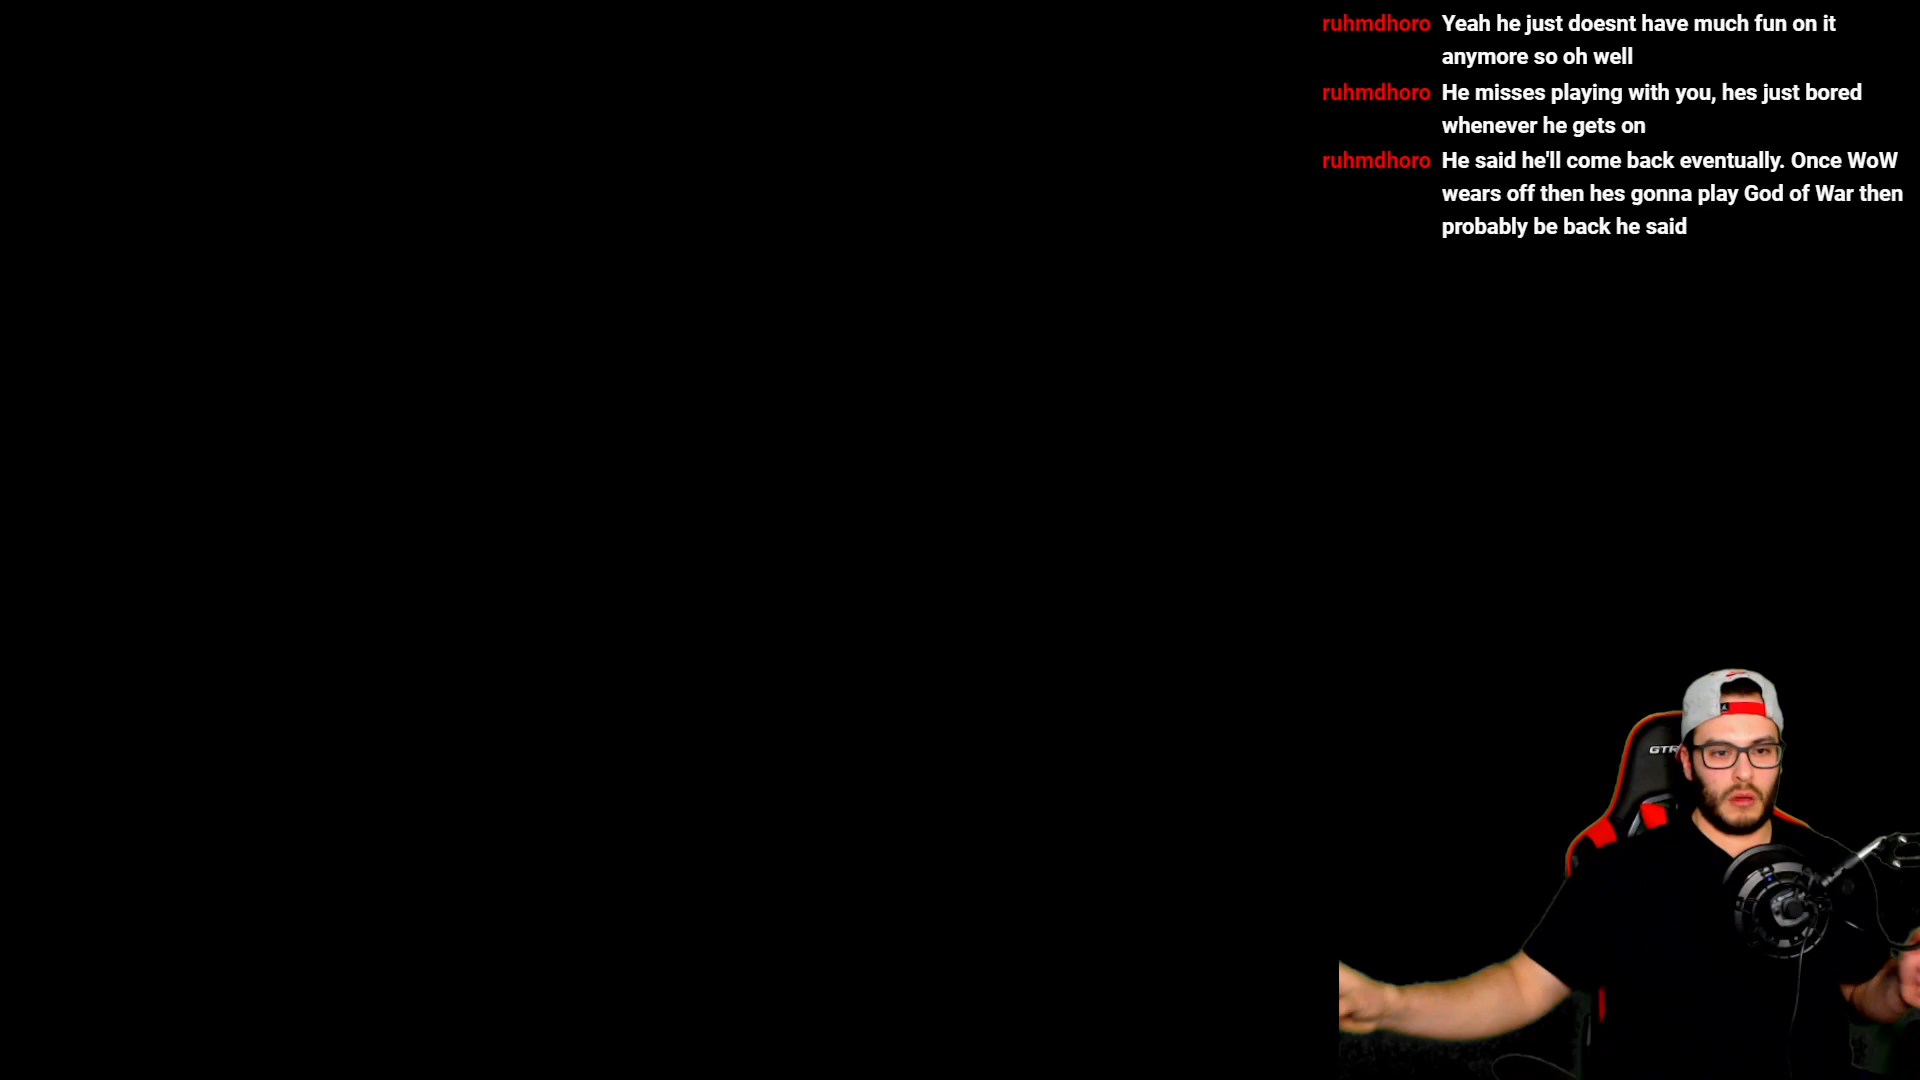 ruhmdhoro Yeah he just doesnt have much fun on it
anymore so oh well
ruhmdhoro He misses playing with you, hes just bored
whenever he gets on
ruhmdhoro He said he'll come back eventually. Once WoW
wears off then hes gonna play God of War then
probably be back he said
GTR